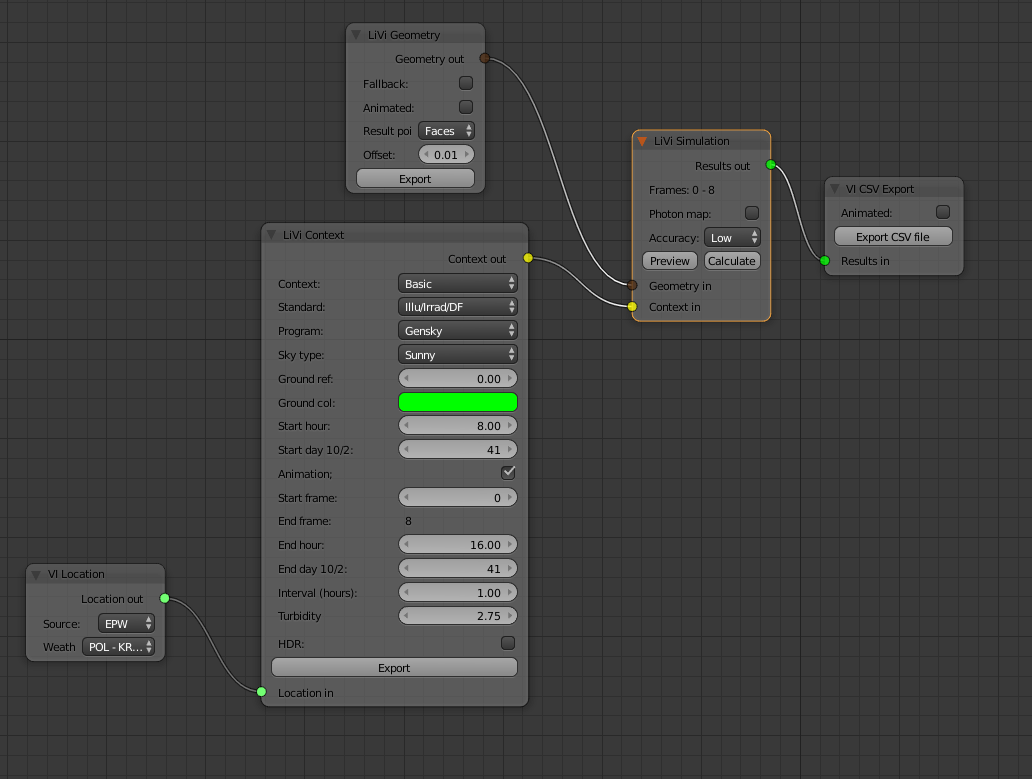 LiVi Geometry
Geometry out
Fallback:
Animated:
Result poi Faces
Offset: 0.01
Export
LiVi Simulation
Results out
Frames: 0 - 8
Photon map:
Accuracy: Low
Preview Calculate
Geometry in
Context in
VI CSV Export
Animated:
Export CSV file
Results in
LiVi Context
Context out
Context: Basic
Standard: Illu/Irrad/DF
Program: Gensky
Sky type: Sunny
Ground ref: 0.00
Ground col:
Start hour: 8.00
Start day 10/2: 41
Animation;
Start frame: 0
End frame: 8
End hour: 16.00
End day 10/2: 41
Interval (hours): 1.00
Turbidity 2.75
HDR:
Export
Location in
VI Location
Location out
Source: EPW
Weath POL - KR...